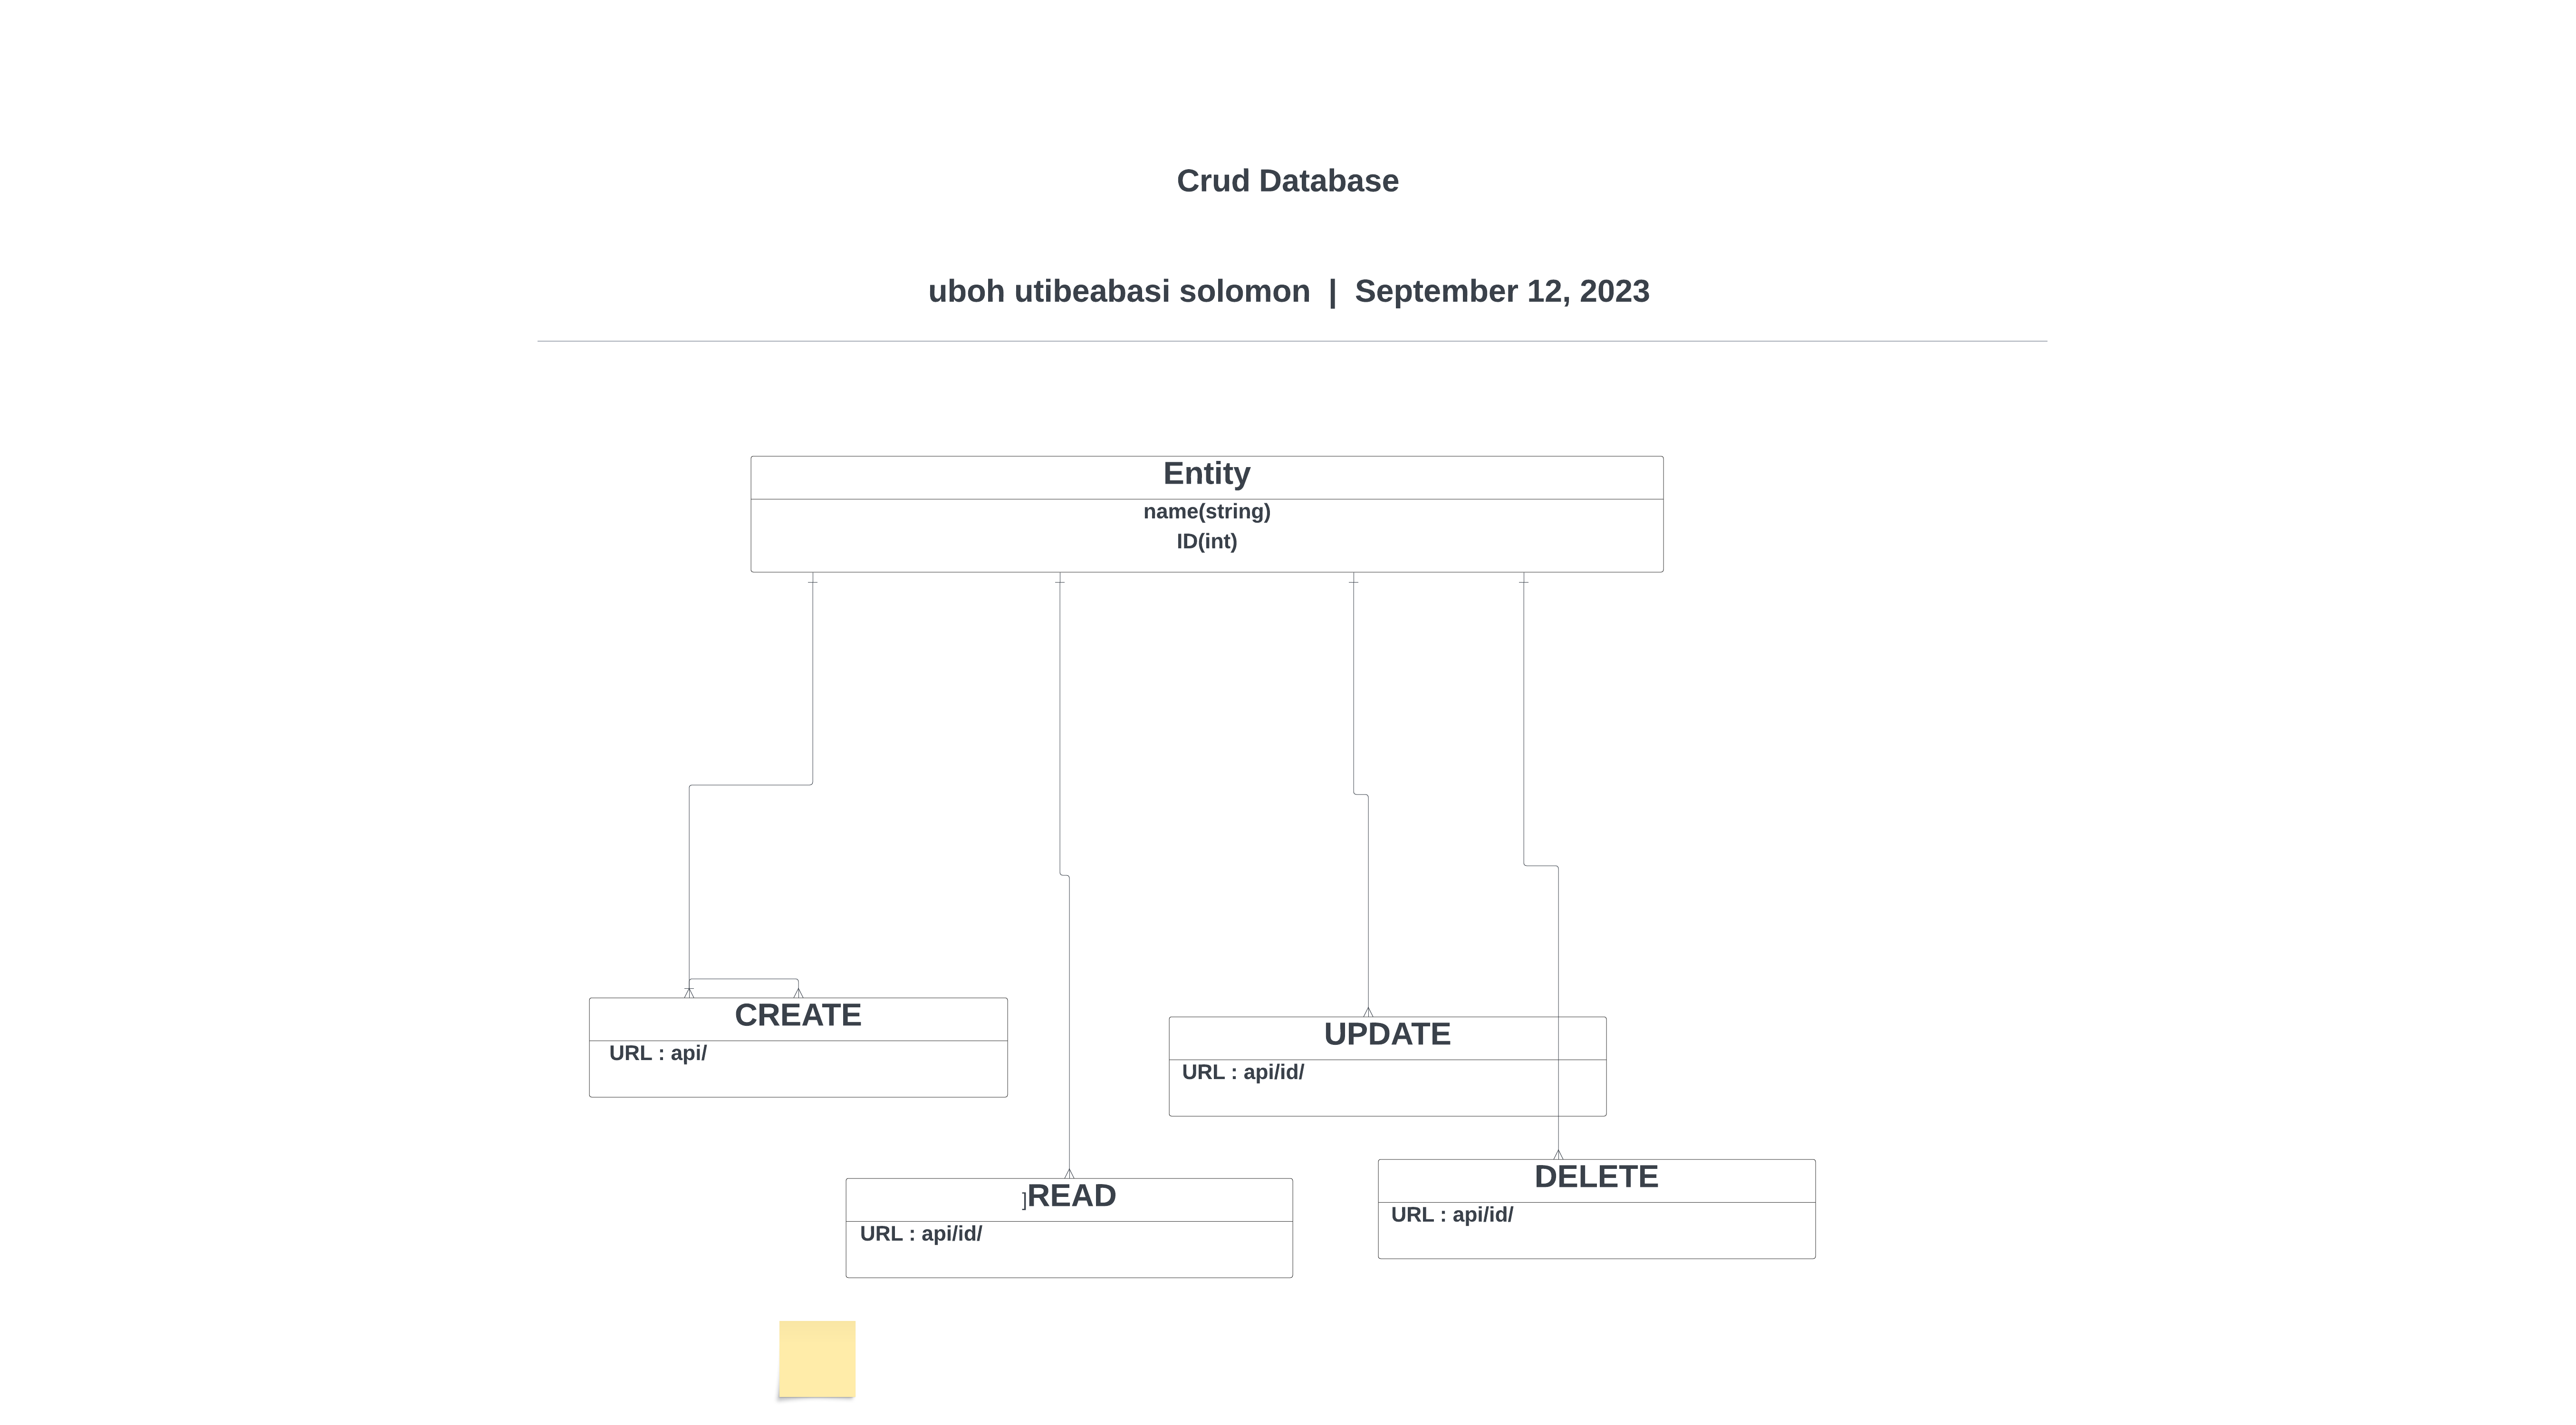 Crud Database
uboh utibeabasi solomon | September 12, 2023
Entity
name(string)
ID(int)
CREATE
URL : api/
UPDATE
URL : api/id/
DELETE
URL : api/id/
]READ
URL : api/id/